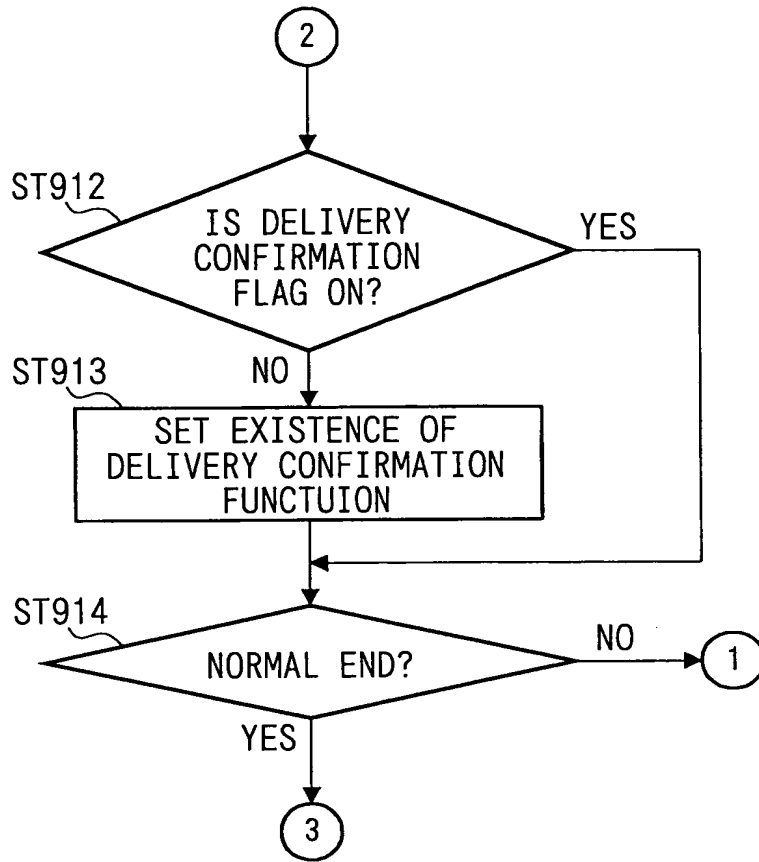 2
ST912
IS DELIVERY
CONFIRMATION
FLAG ON?
YES
NO
ST913
SET EXISTENCE OF
DELIVERY CONFIRMATION
FUNCTUION
ST914
NORMAL END?
NO
1
YES
3